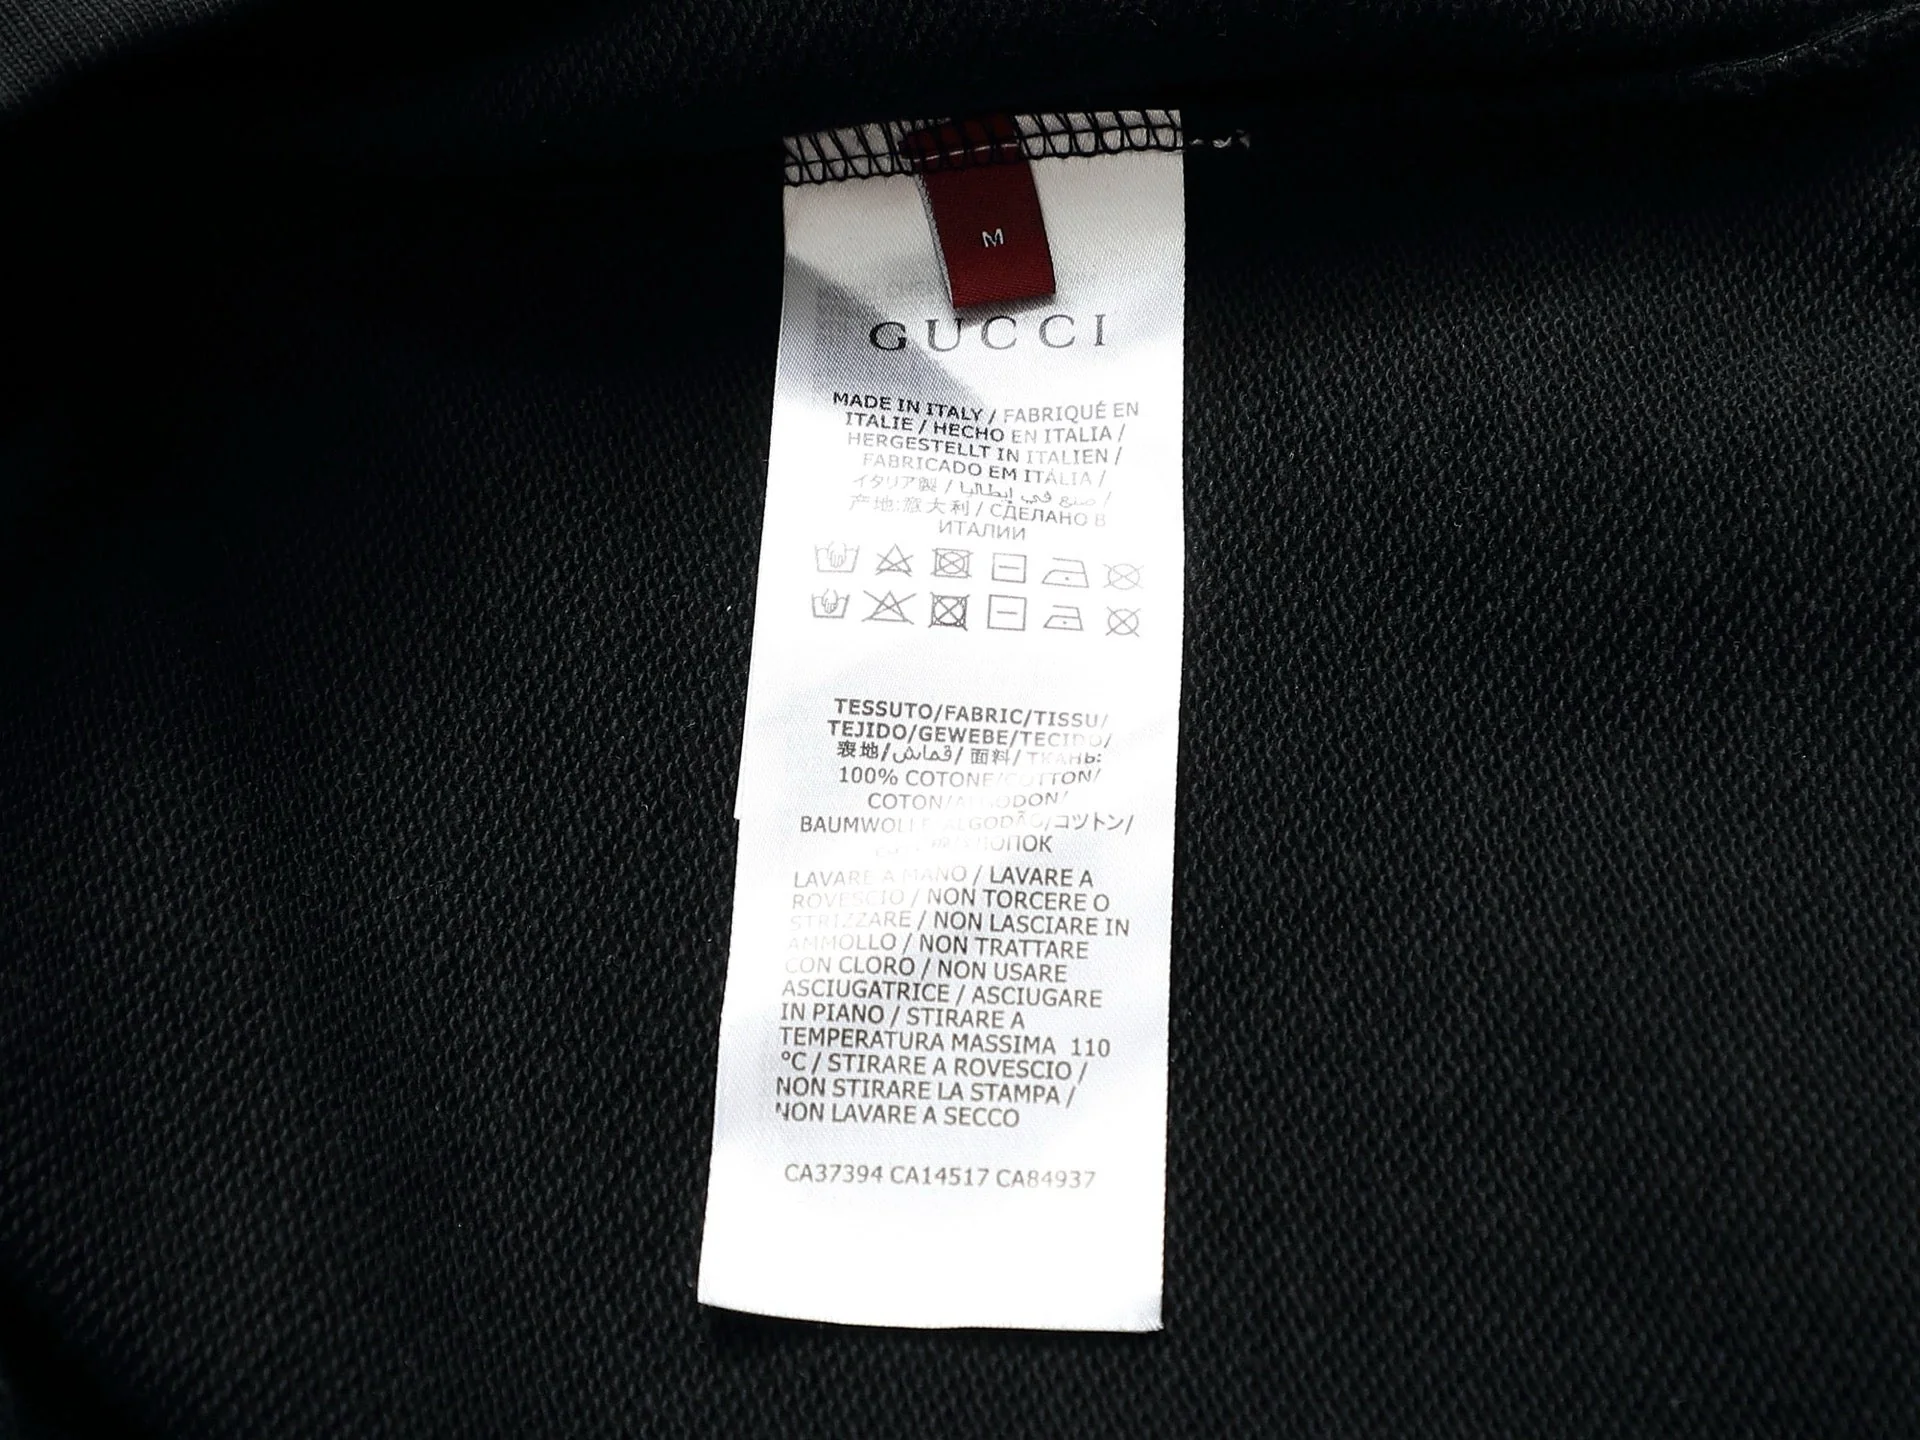 M
GUCCI
MADE IN ITALY / FABRIQUÉ EN
ITALIE / HECHO EN ITALIA /
HERGESTELLT IN ITALIEN /
FABRICADO EM ITÁLIA /
イタリア製 / صنع في إيطاليا /
产地:意大利 / СДЕЛАНО В
ИТАЛИИ
TESSUTO/FABRIC/TISSU/
TEJIDO/GEWEBE/TECIDO/
表地/قماش/ 面料/ ТКАНЬ:
100% COTONE/COTTON/
COTON/ALGODON/
BAUMWOLLE/ALGODÃO/コットン/
ХЛОПОК
LAVARE A MANO / LAVARE A
ROVESCIO / NON TORCERE O
STRIZZARE / NON LASCIARE IN
AMMOLLO / NON TRATTARE
CON CLORO / NON USARE
ASCIUGATRICE / ASCIUGARE
IN PIANO / STIRARE A
TEMPERATURA MASSIMA 110
°C / STIRARE A ROVESCIO /
NON STIRARE LA STAMPA /
NON LAVARE A SECCO
CA37394 CA14517 CA84937